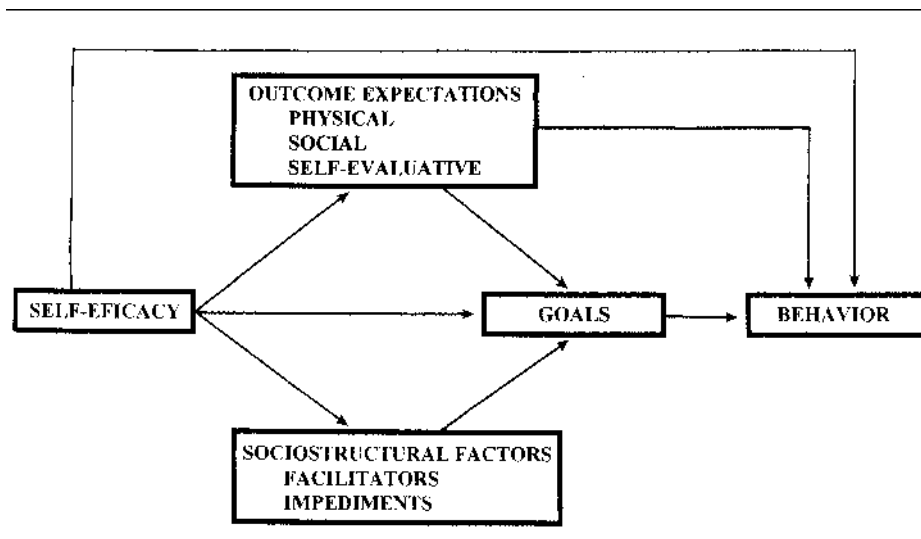 OUTCOME EXPECTATIONS
PHYSICAL
SOCIAL
SELF-EVALUATIVE
SELF-EFICACY
GOALS
BEHAVIOR
SOCIOSTRUCTURAL FACTORS
FACILITATORS
IMPEDIMENTS